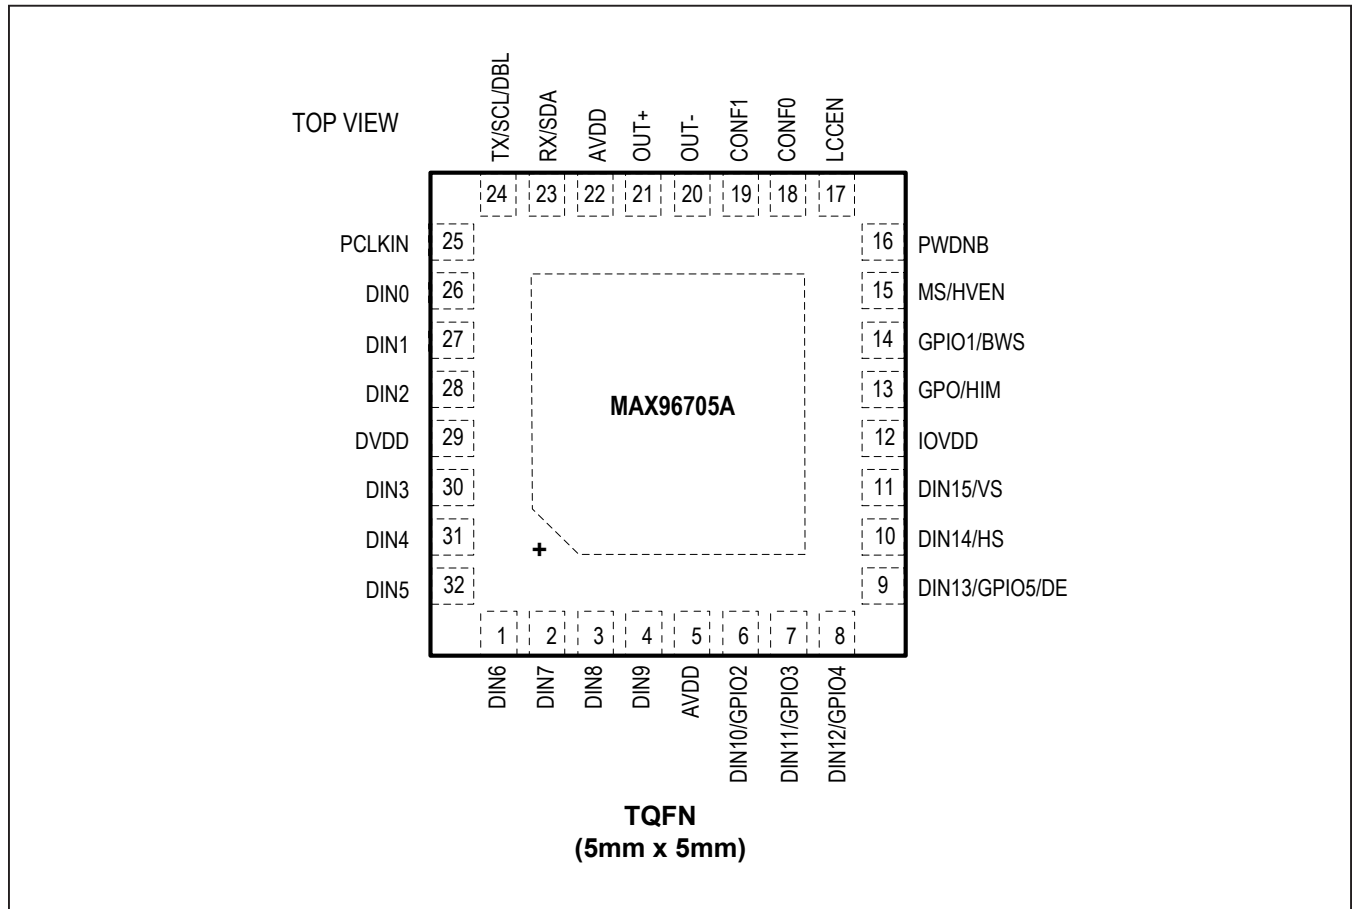 TOP VIEW
TX/SCL/DBL
RX/SDA
AVDD
OUT+
OUT-
CONF1
CONF0
LCCEN
24 23 22 21 20 19 18 17
PCLKIN 25
DIN0 26
DIN1 27
DIN2 28
DVDD 29
DIN3 30
DIN4 31
DIN5 32
16 PWDNB
15 MS/HVEN
14 GPIO1/BWS
13 GPO/HIM
12 IOVDD
11 DIN15/VS
10 DIN14/HS
9 DIN13/GPIO5/DE
MAX96705A
+
1 2 3 4 5 6 7 8
DIN6
DIN7
DIN8
DIN9
AVDD
DIN10/GPIO2
DIN11/GPIO3
DIN12/GPIO4
TQFN
(5mm x 5mm)